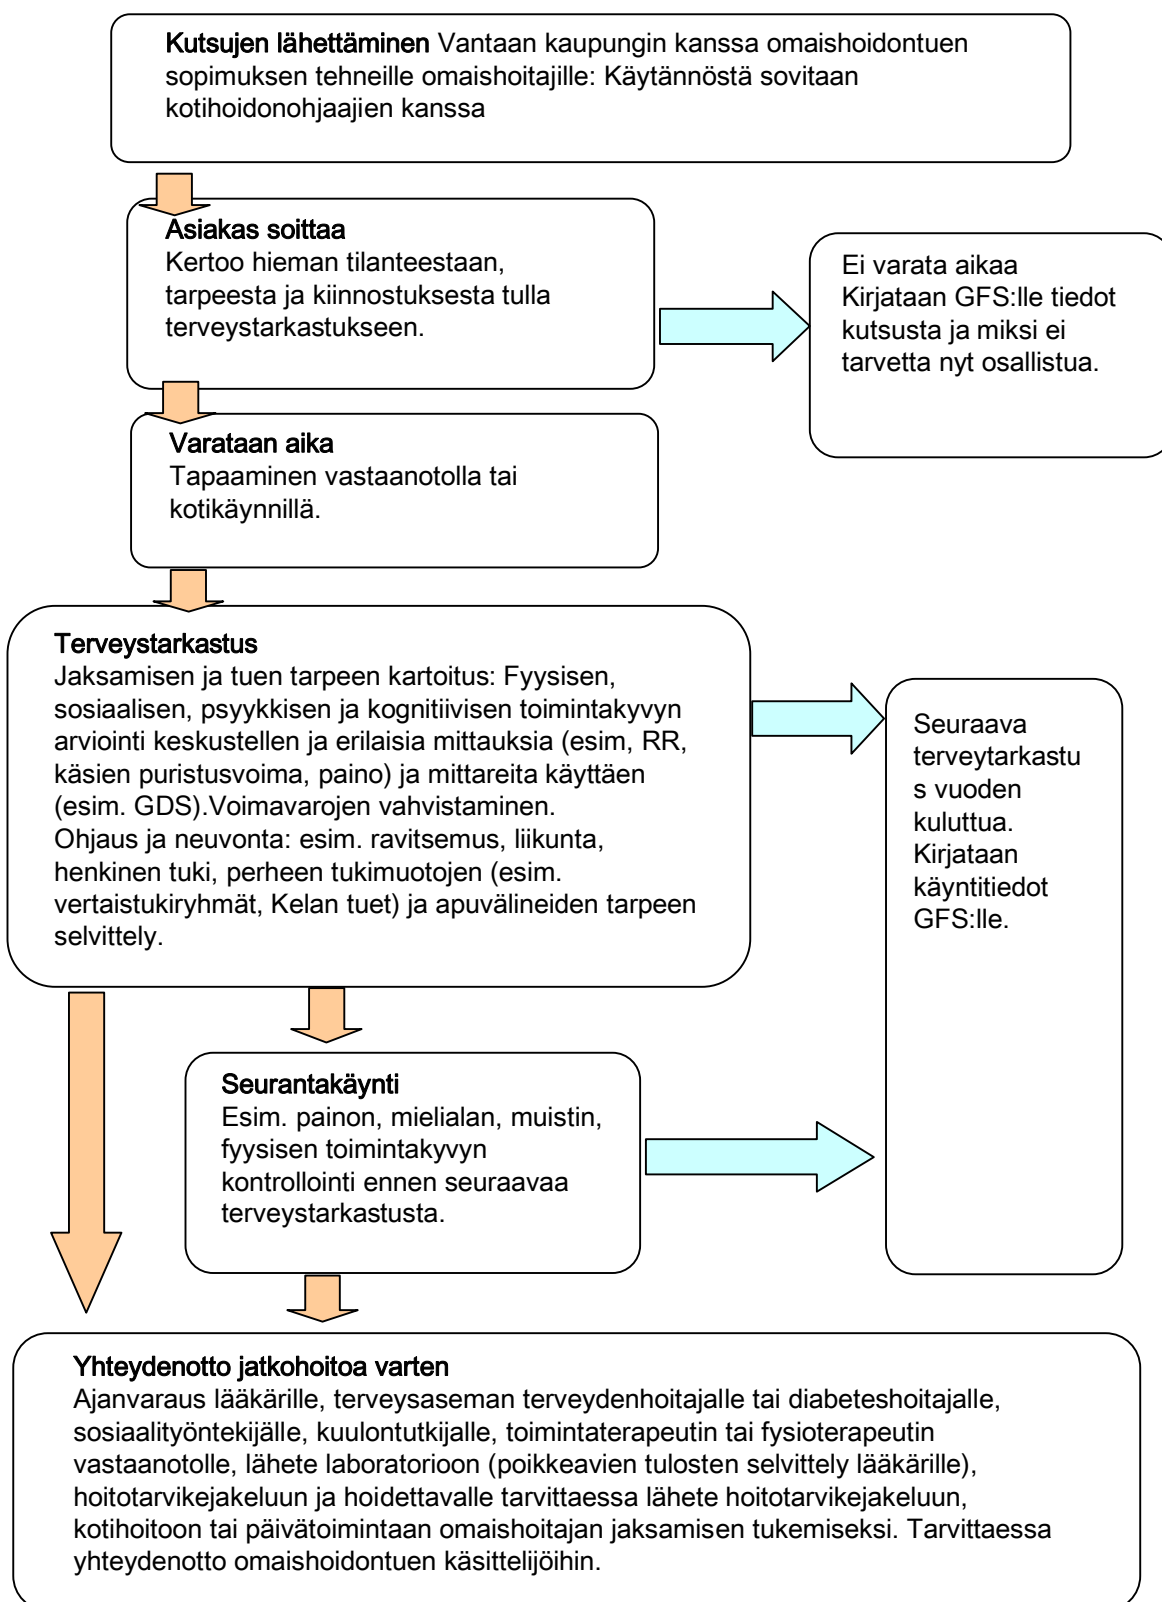 Kutsujen lähettäminen Vantaan kaupungin kanssa omaishoidontuen
sopimuksen tehneille omaishoitajille: Käytännöstä sovitaan
kotihoidonohjaajien kanssa
Asiakas soittaa
Kertoo hieman tilanteestaan,
tarpeesta ja kiinnostuksesta tulla
terveystarkastukseen.
Ei varata aikaa
Kirjataan GFS:lle tiedot
kutsusta ja miksi ei
tarvetta nyt osallistua.
Varataan aika
Tapaaminen vastaanotolla tai
kotikäynnillä.
Terveystarkastus
Jaksamisen ja tuen tarpeen kartoitus: Fyysisen,
sosiaalisen, psyykkisen ja kognitiivisen toimintakyvyn
arviointi keskustellen ja erilaisia mittauksia (esim, RR,
käsien puristusvoima, paino) ja mittareita käyttäen
(esim. GDS).Voimavarojen vahvistaminen.
Ohjaus ja neuvonta: esim. ravitsemus, liikunta,
henkinen tuki, perheen tukimuotojen (esim.
vertaistukiryhmät, Kelan tuet) ja apuvälineiden tarpeen
selvittely.
Seuraava
terveytarkastu
s vuoden
kuluttua.
Kirjataan
käyntitiedot
GFS:lle.
Seurantakäynti
Esim. painon, mielialan, muistin,
fyysisen toimintakyvyn
kontrollointi ennen seuraavaa
terveystarkastusta.
Yhteydenotto jatkohoitoa varten
Ajanvaraus lääkärille, terveysaseman terveydenhoitajalle tai diabeteshoitajalle,
sosiaalityöntekijälle, kuulontutkijalle, toimintaterapeutin tai fysioterapeutin
vastaanotolle, lähete laboratorioon (poikkeavien tulosten selvittely lääkärille),
hoitotarvikejakeluun ja hoidettavalle tarvittaessa lähete hoitotarvikejakeluun,
kotihoitoon tai päivätoimintaan omaishoitajan jaksamisen tukemiseksi. Tarvittaessa
yhteydenotto omaishoidontuen käsittelijöihin.